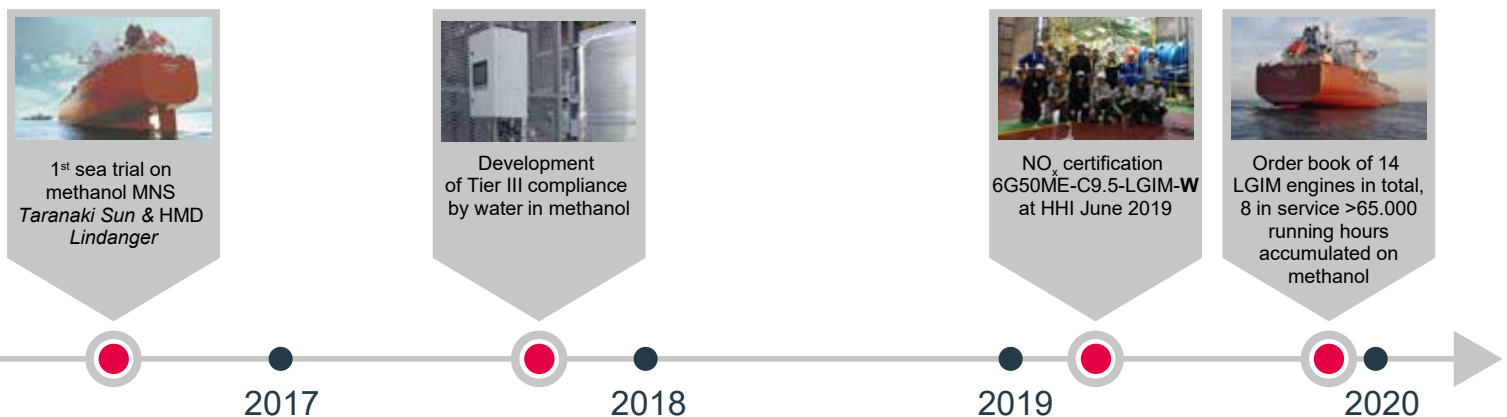 1st sea trial on
methanol MNS
Taranaki Sun & HMD
Lindanger
Development
of Tier III compliance
by water in methanol
NOx certification
6G50ME-C9.5-LGIM-W
at HHI June 2019
Order book of 14
LGIM engines in total,
8 in service >65.000
running hours
accumulated on
methanol
2017
2018
2019
2020